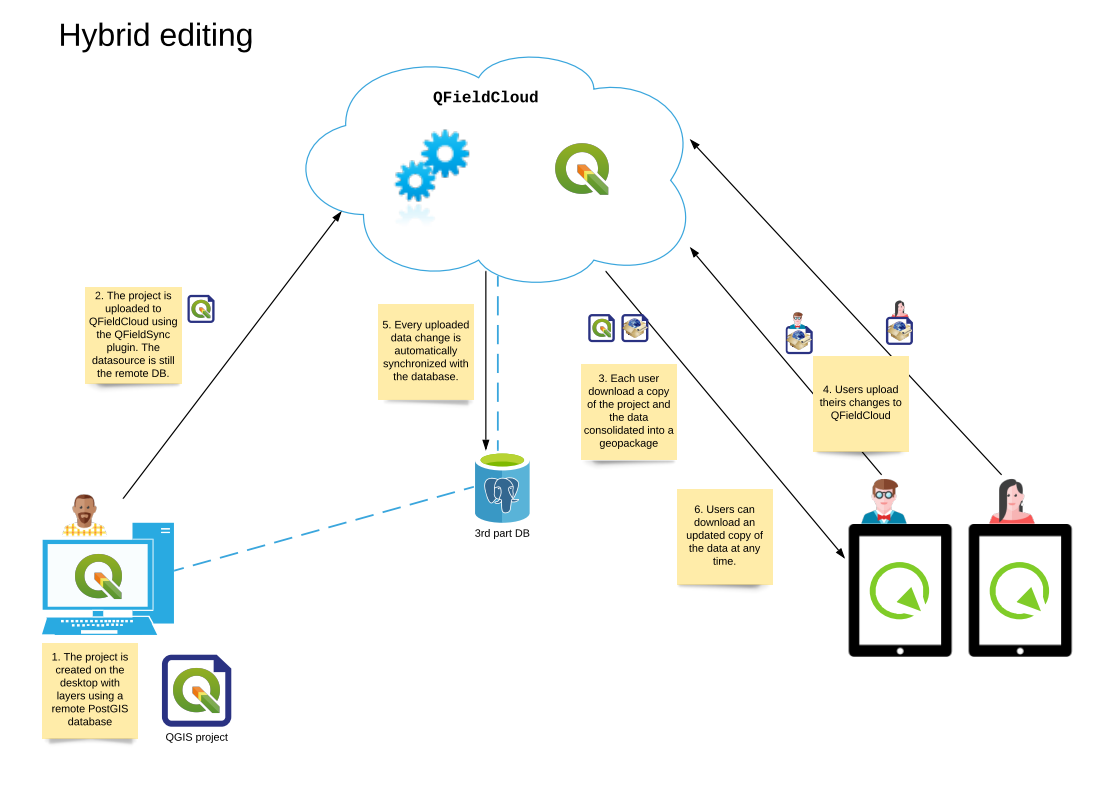 Hybrid editing
QFieldCloud
2. The project is
uploaded to
QFieldCloud using
the QFieldSync
plugin. The
datasource is still
the remote DB.
5. Every uploaded
data change is
automatically
synchronized with
the database.
3. Each user
download a copy
of the project and
the data
consolidated into a
geopackage
4. Users upload
theirs changes to
QFieldCloud
6. Users can
download an
updated copy of
the data at any
time.
3rd part DB
1. The project is
created on the
desktop with
layers using a
remote PostGIS
database
QGIS project